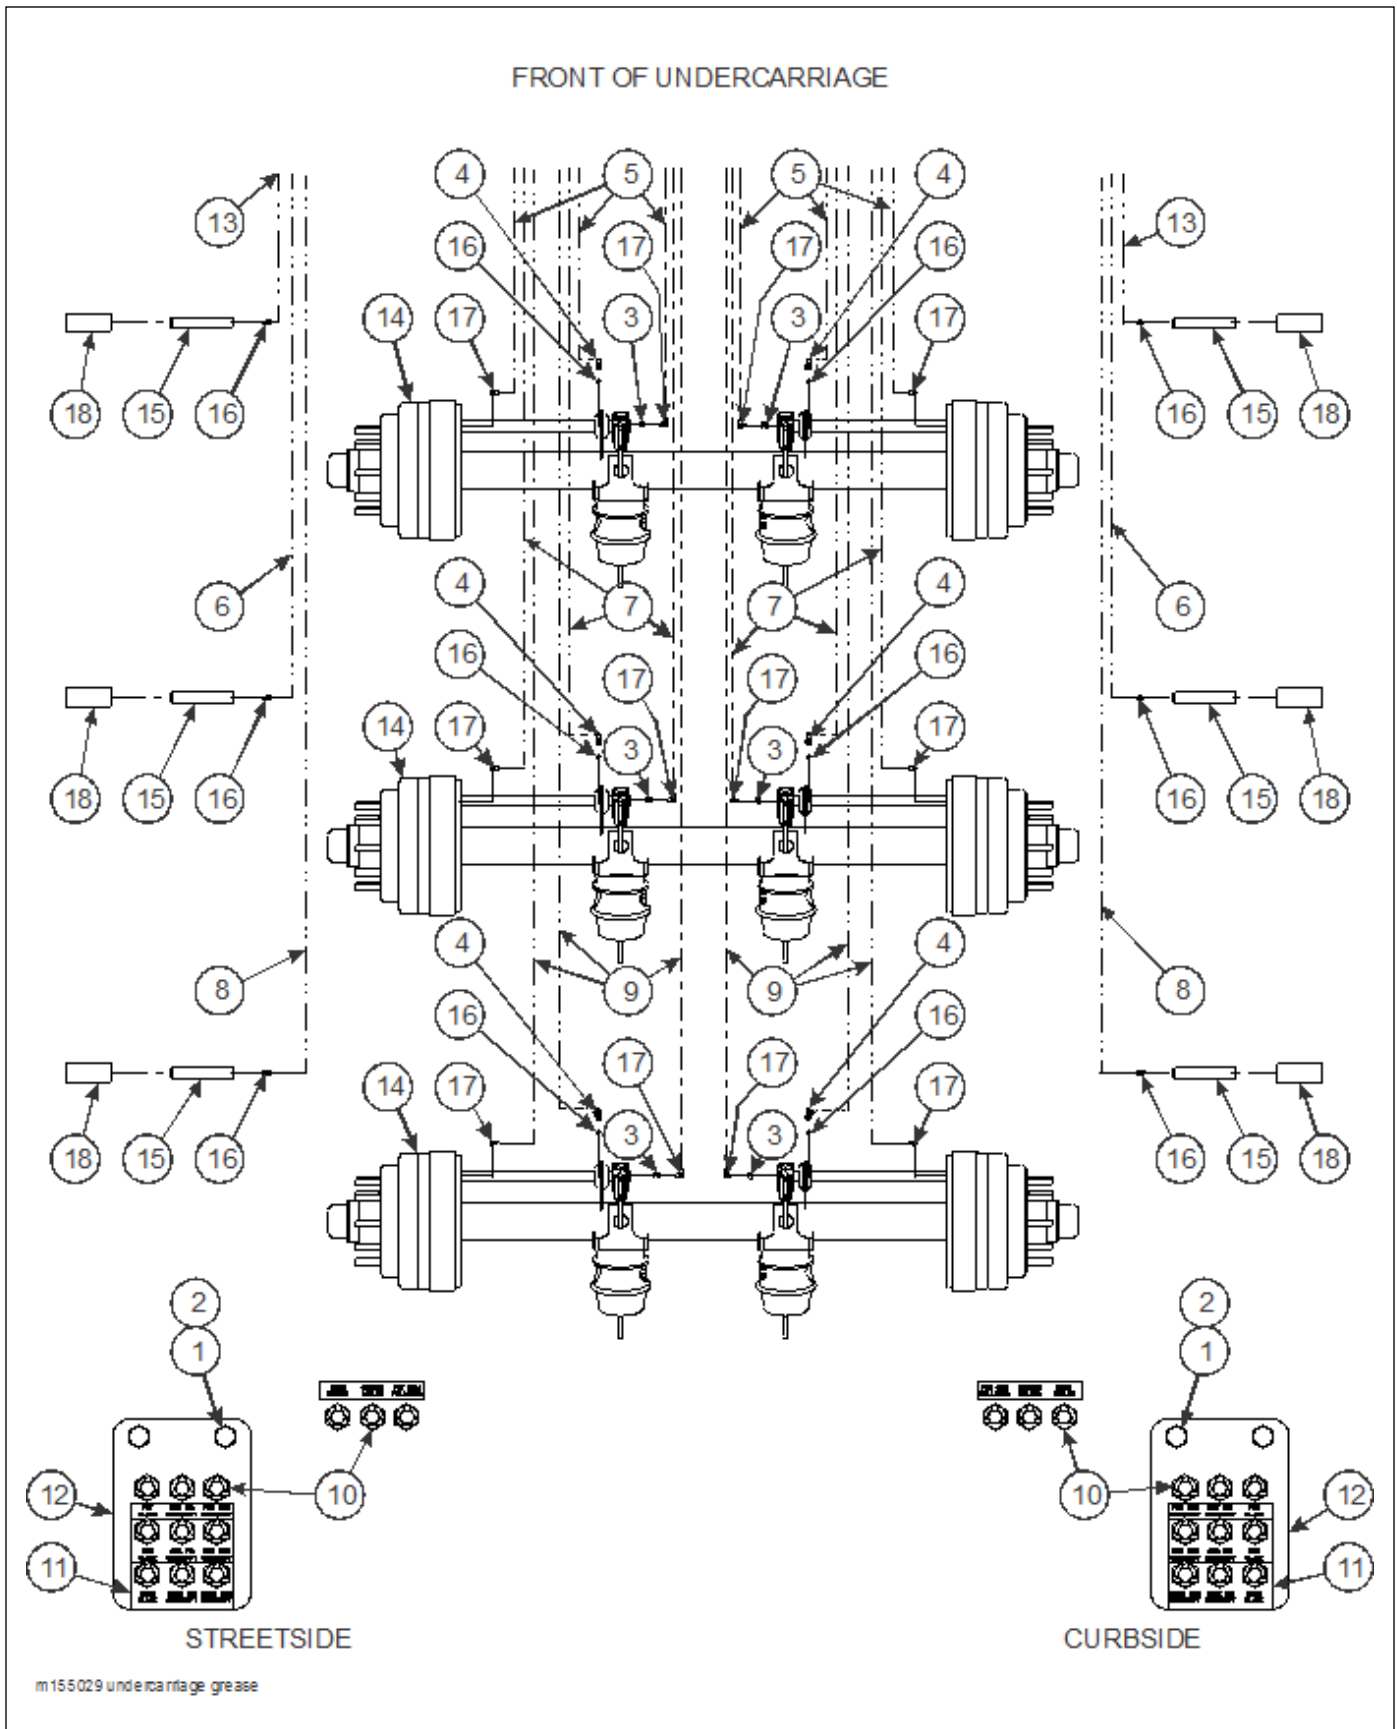 FRONT OF UNDERCARRIAGE
4 5 5 4
13 16 17 17 16 13
14 17 3 3 17
18 15 16 16 15 18
4 4
6 7 7 6
16 17 17 16
14 17 3 3 17
18 15 16 16 15 18
4 4
8 9 9 8
16 17 17 16
14 17 3 3 17
18 15 16 16 15 18
2 2
1 1
12 10 10 12
11 11
STREETSIDE CURBSIDE
m155029 undercarriage grease